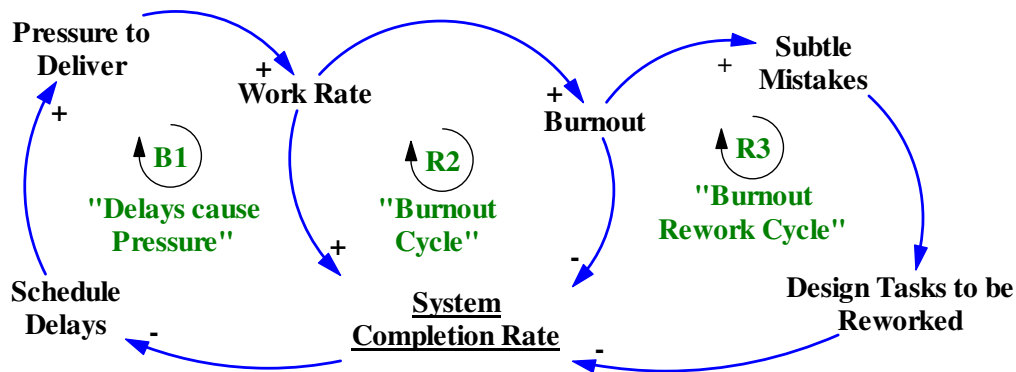 Pressure to
Deliver
+
Work Rate
+
Burnout
+
Subtle
Mistakes
+
B1
"Delays cause
Pressure"
R2
"Burnout
Cycle"
R3
"Burnout
Rework Cycle"
+
-
Schedule
Delays
-
System
Completion Rate
-
Design Tasks to be
Reworked